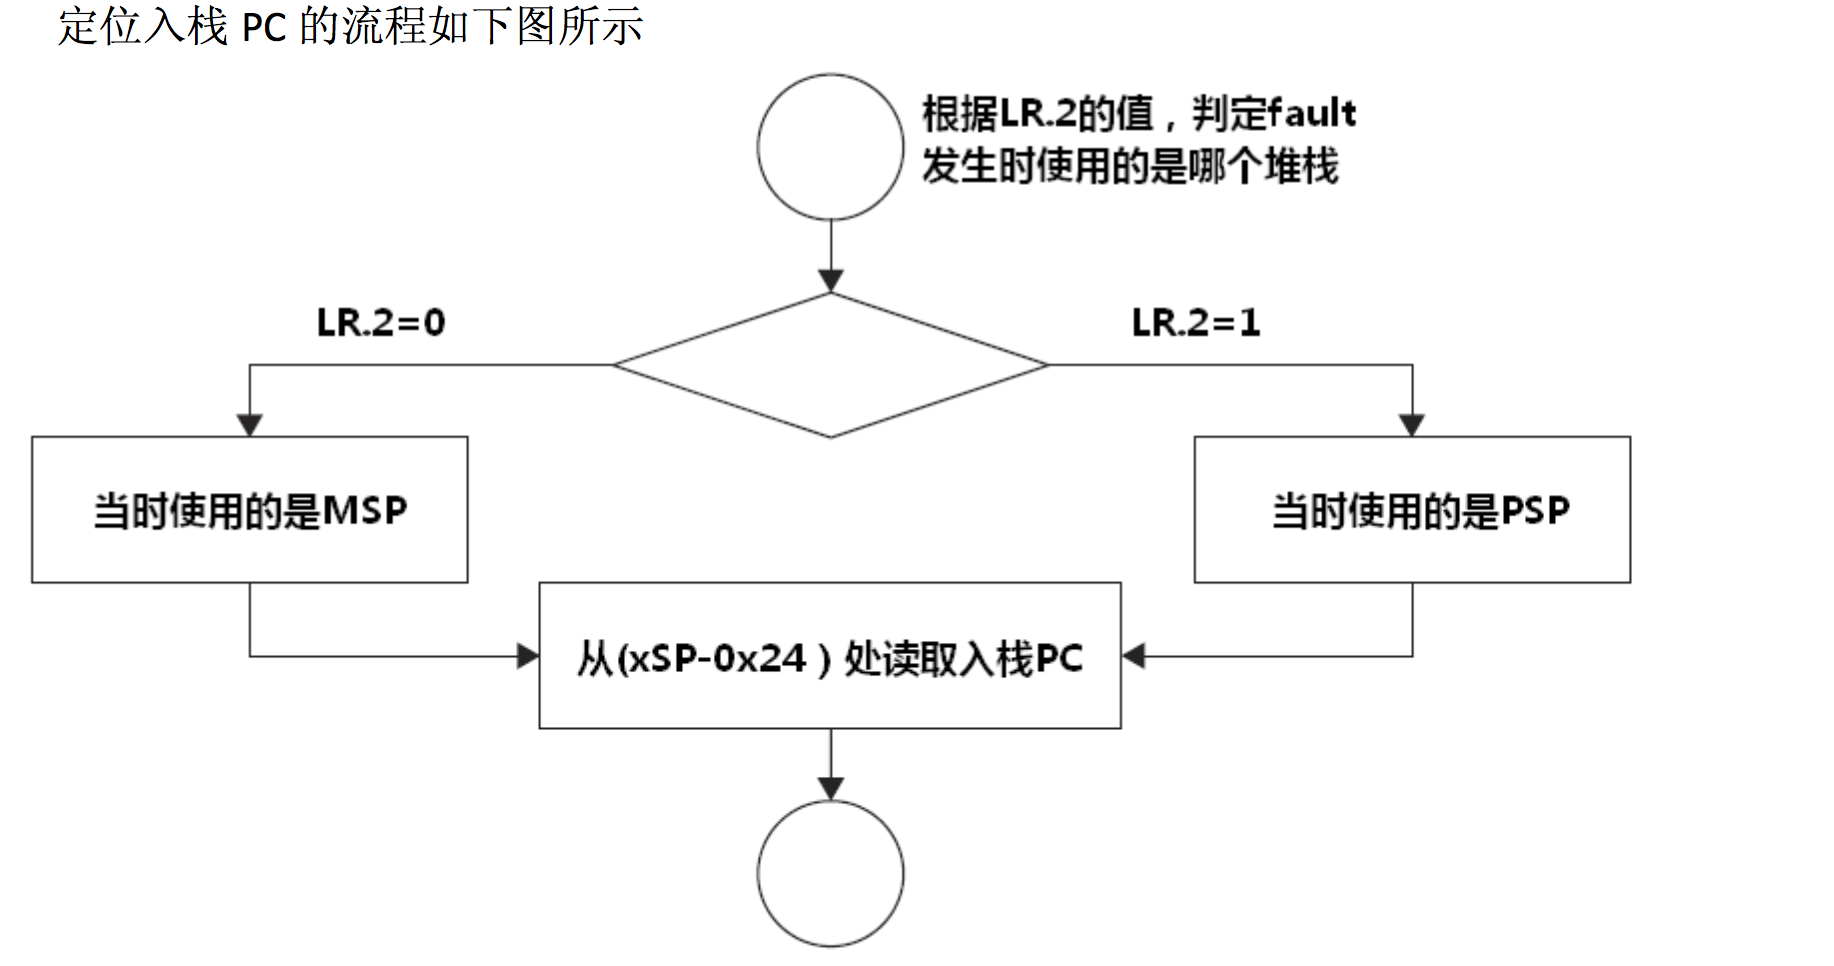 定位入栈 PC 的流程如下图所示
根据LR.2的值，判定fault
发生时使用的是哪个堆栈
LR.2=0
LR.2=1
当时使用的是MSP
当时使用的是PSP
从(xSP-0x24）处读取入栈PC